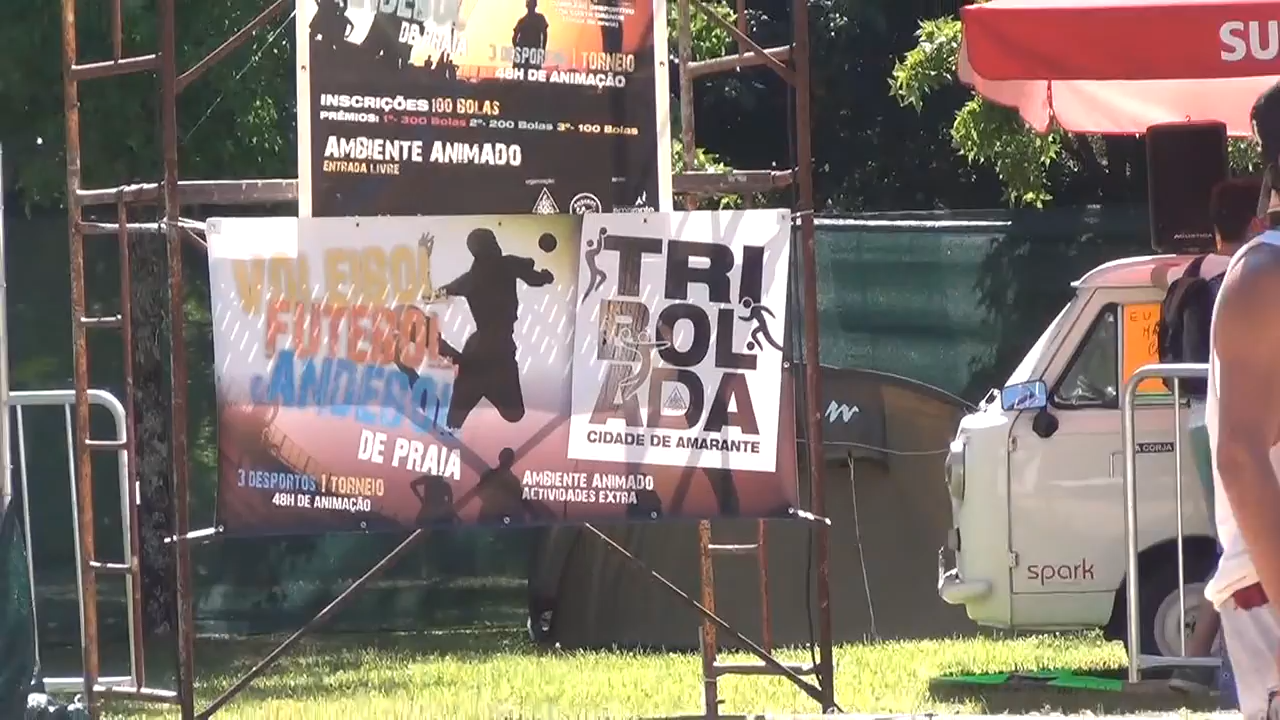 DE PRAIA
3 DESPORTOS | TORNEIO
48H DE ANIMAÇÃO
INSCRIÇÕES 100 BOLAS
PRÉMIOS: 1º- 300 Bolas 2º- 200 Bolas 3º- 100 Bolas
AMBIENTE ANIMADO
ENTRADA LIVRE
VOLEIBOL
FUTEBOL
ANDEBOL
DE PRAIA
3 DESPORTOS | TORNEIO
48H DE ANIMAÇÃO
TRI
BOL
ADA
CIDADE DE AMARANTE
AMBIENTE ANIMADO
ACTIVIDADES EXTRA
SU
EU
A CORJA
spark